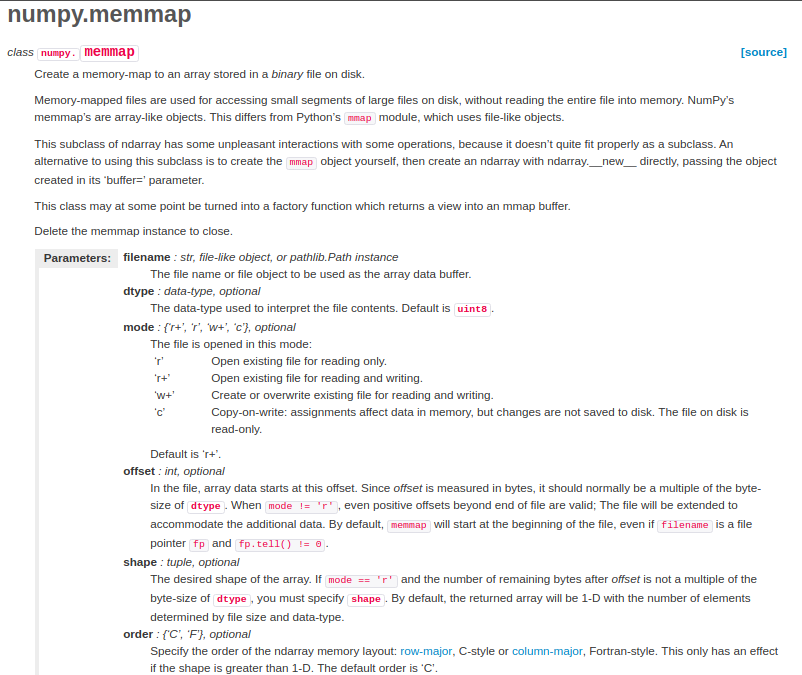 numpy.memmap
class numpy.memmap [source]
Create a memory-map to an array stored in a binary file on disk.
Memory-mapped files are used for accessing small segments of large files on disk, without reading the entire file into memory. NumPy's
memmap's are array-like objects. This differs from Python's mmap module, which uses file-like objects.
This subclass of ndarray has some unpleasant interactions with some operations, because it doesn't quite fit properly as a subclass. An
alternative to using this subclass is to create the mmap object yourself, then create an ndarray with ndarray.__new__ directly, passing the object
created in its 'buffer=' parameter.
This class may at some point be turned into a factory function which returns a view into an mmap buffer.
Delete the memmap instance to close.
Parameters: filename : str, file-like object, or pathlib.Path instance
The file name or file object to be used as the array data buffer.
dtype : data-type, optional
The data-type used to interpret the file contents. Default is uint8.
mode : {'r+', 'r', 'w+', 'c'}, optional
The file is opened in this mode:
'r' Open existing file for reading only.
'r+' Open existing file for reading and writing.
'w+' Create or overwrite existing file for reading and writing.
'c' Copy-on-write: assignments affect data in memory, but changes are not saved to disk. The file on disk is
read-only.
Default is 'r+'.
offset : int, optional
In the file, array data starts at this offset. Since offset is measured in bytes, it should normally be a multiple of the byte-
size of dtype. When mode != 'r', even positive offsets beyond end of file are valid; The file will be extended to
accommodate the additional data. By default, memmap will start at the beginning of the file, even if filename is a file
pointer fp and fp.tell() != 0.
shape : tuple, optional
The desired shape of the array. If mode == 'r' and the number of remaining bytes after offset is not a multiple of the
byte-size of dtype, you must specify shape. By default, the returned array will be 1-D with the number of elements
determined by file size and data-type.
order : {'C', 'F'}, optional
Specify the order of the ndarray memory layout: row-major, C-style or column-major, Fortran-style. This only has an effect
if the shape is greater than 1-D. The default order is 'C'.